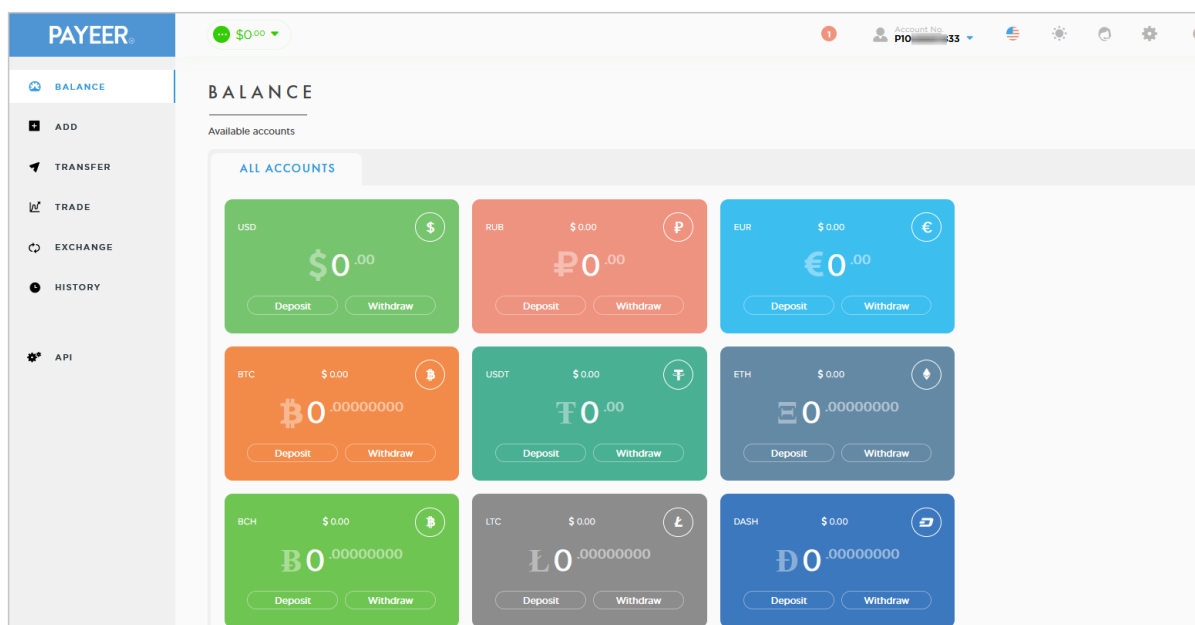 PAYEER®
$0.00
1
Account No
P10 33
BALANCE
ADD
TRANSFER
TRADE
EXCHANGE
HISTORY
API
BALANCE
Available accounts
ALL ACCOUNTS
USD $
$0.00
Deposit Withdraw
RUB $ 0.00 ₽
₽0.00
Deposit Withdraw
EUR $ 0.00 €
€0.00
Deposit Withdraw
BTC $ 0.00 ₿
₿0.00000000
Deposit Withdraw
USDT $ 0.00 ₮
₮0.00
Deposit Withdraw
ETH $ 0.00
Ξ0.00000000
Deposit Withdraw
BCH $ 0.00 ₿
Ƀ0.00000000
Deposit Withdraw
LTC $ 0.00 Ł
Ł0.00000000
Deposit Withdraw
DASH $ 0.00
Đ0.00000000
Deposit Withdraw